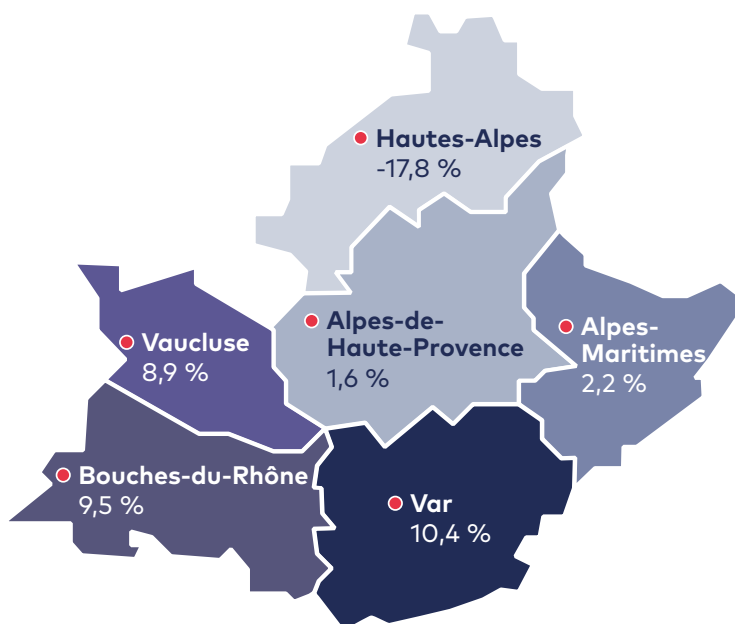 Hautes-Alpes
-17,8 %
Alpes-de-
Haute-Provence
1,6 %
Alpes-
Maritimes
2,2 %
Vaucluse
8,9 %
Bouches-du-Rhône
9,5 %
Var
10,4 %